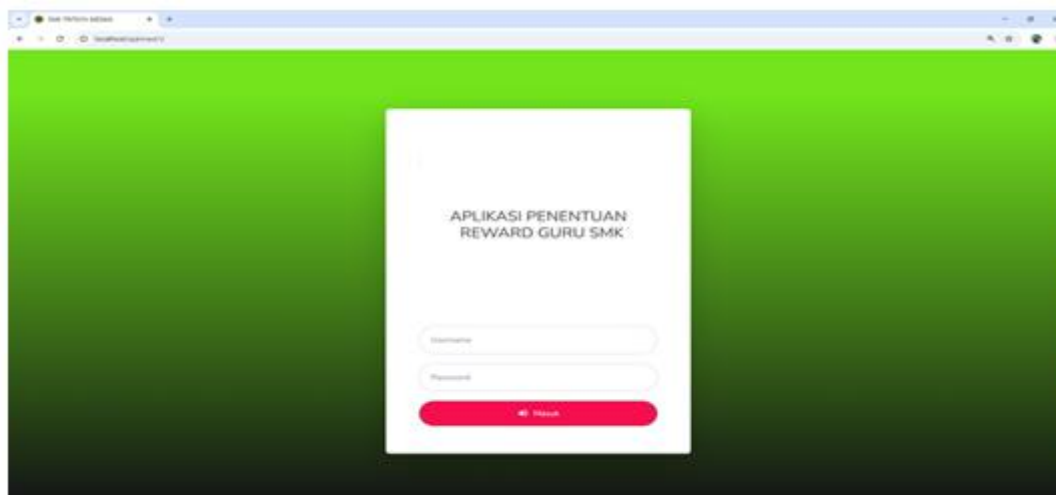 APLIKASI PENENTUAN
REWARD GURU SMK
Username
Password
Masuk